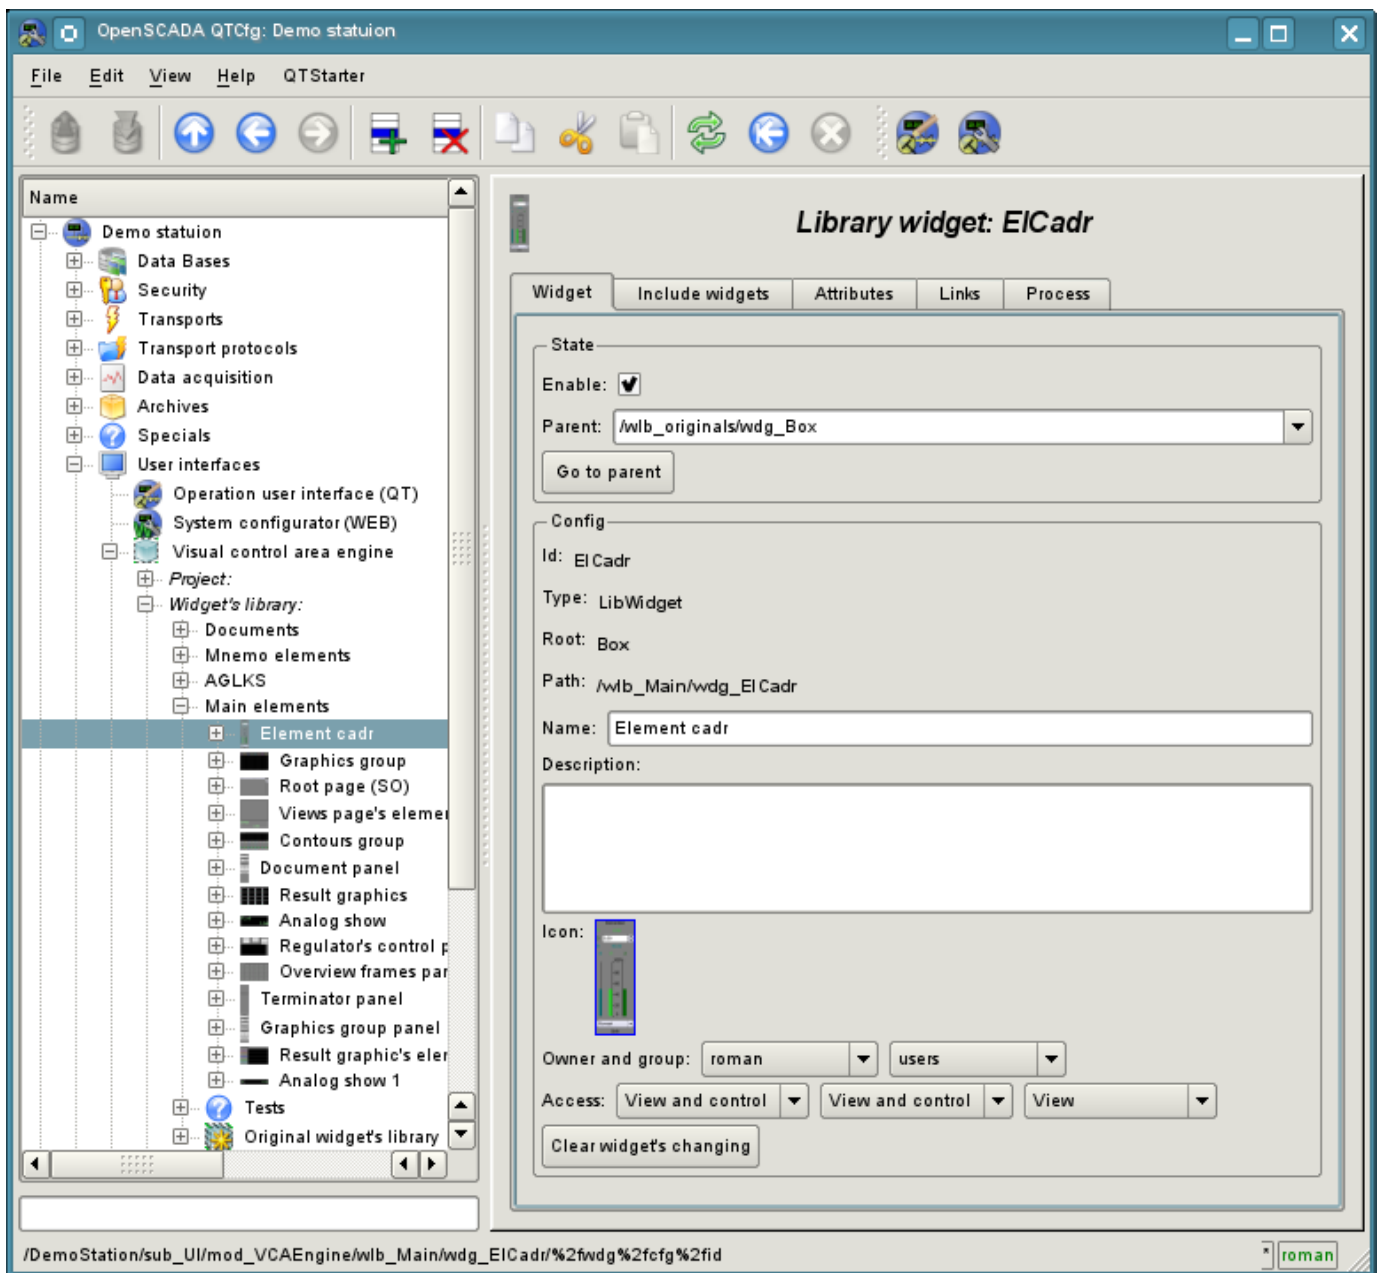 OpenSCADA QTCfg: Demo statuion
File Edit View Help QTStarter
Name
Demo statuion
Data Bases
Security
Transports
Transport protocols
Data acquisition
Archives
Specials
User interfaces
Operation user interface (QT)
System configurator (WEB)
Visual control area engine
Project:
Widget's library:
Documents
Mnemo elements
AGLKS
Main elements
Element cadr
Graphics group
Root page (SO)
Views page's elemer
Contours group
Document panel
Result graphics
Analog show
Regulator's control p
Overview frames par
Terminator panel
Graphics group panel
Result graphic's eler
Analog show 1
Tests
Original widget's library
Library widget: ElCadr
Widget Include widgets Attributes Links Process
State
Enable:
Parent: /wlb_originals/wdg_Box
Go to parent
Config
Id: ElCadr
Type: LibWidget
Root: Box
Path: /wlb_Main/wdg_ElCadr
Name: Element cadr
Description:
Icon:
Owner and group: roman users
Access: View and control View and control View
Clear widget's changing
/DemoStation/sub_UI/mod_VCAEngine/wlb_Main/wdg_ElCadr/%2fwdg%2fcfg%2fid
* roman